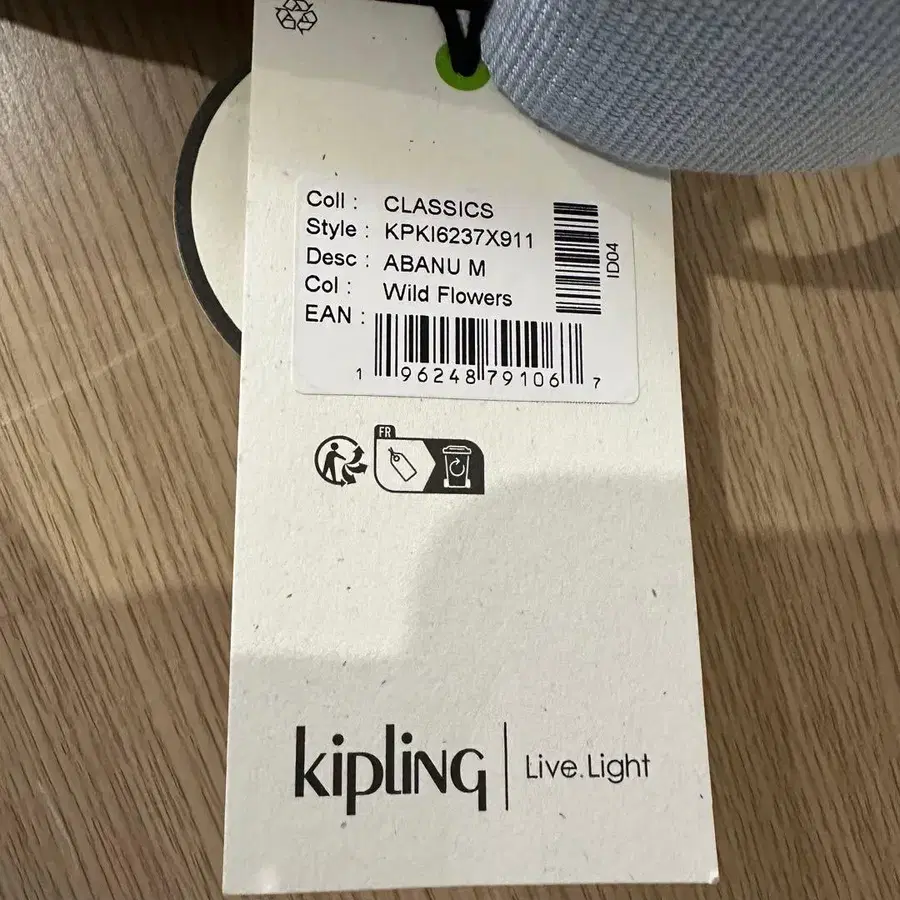 Coll : CLASSICS
Style : KPKI6237X911
Desc : ABANU M
Col : Wild Flowers
EAN :
1 96248 79106 7
ID04
FR
kipling | Live.Light